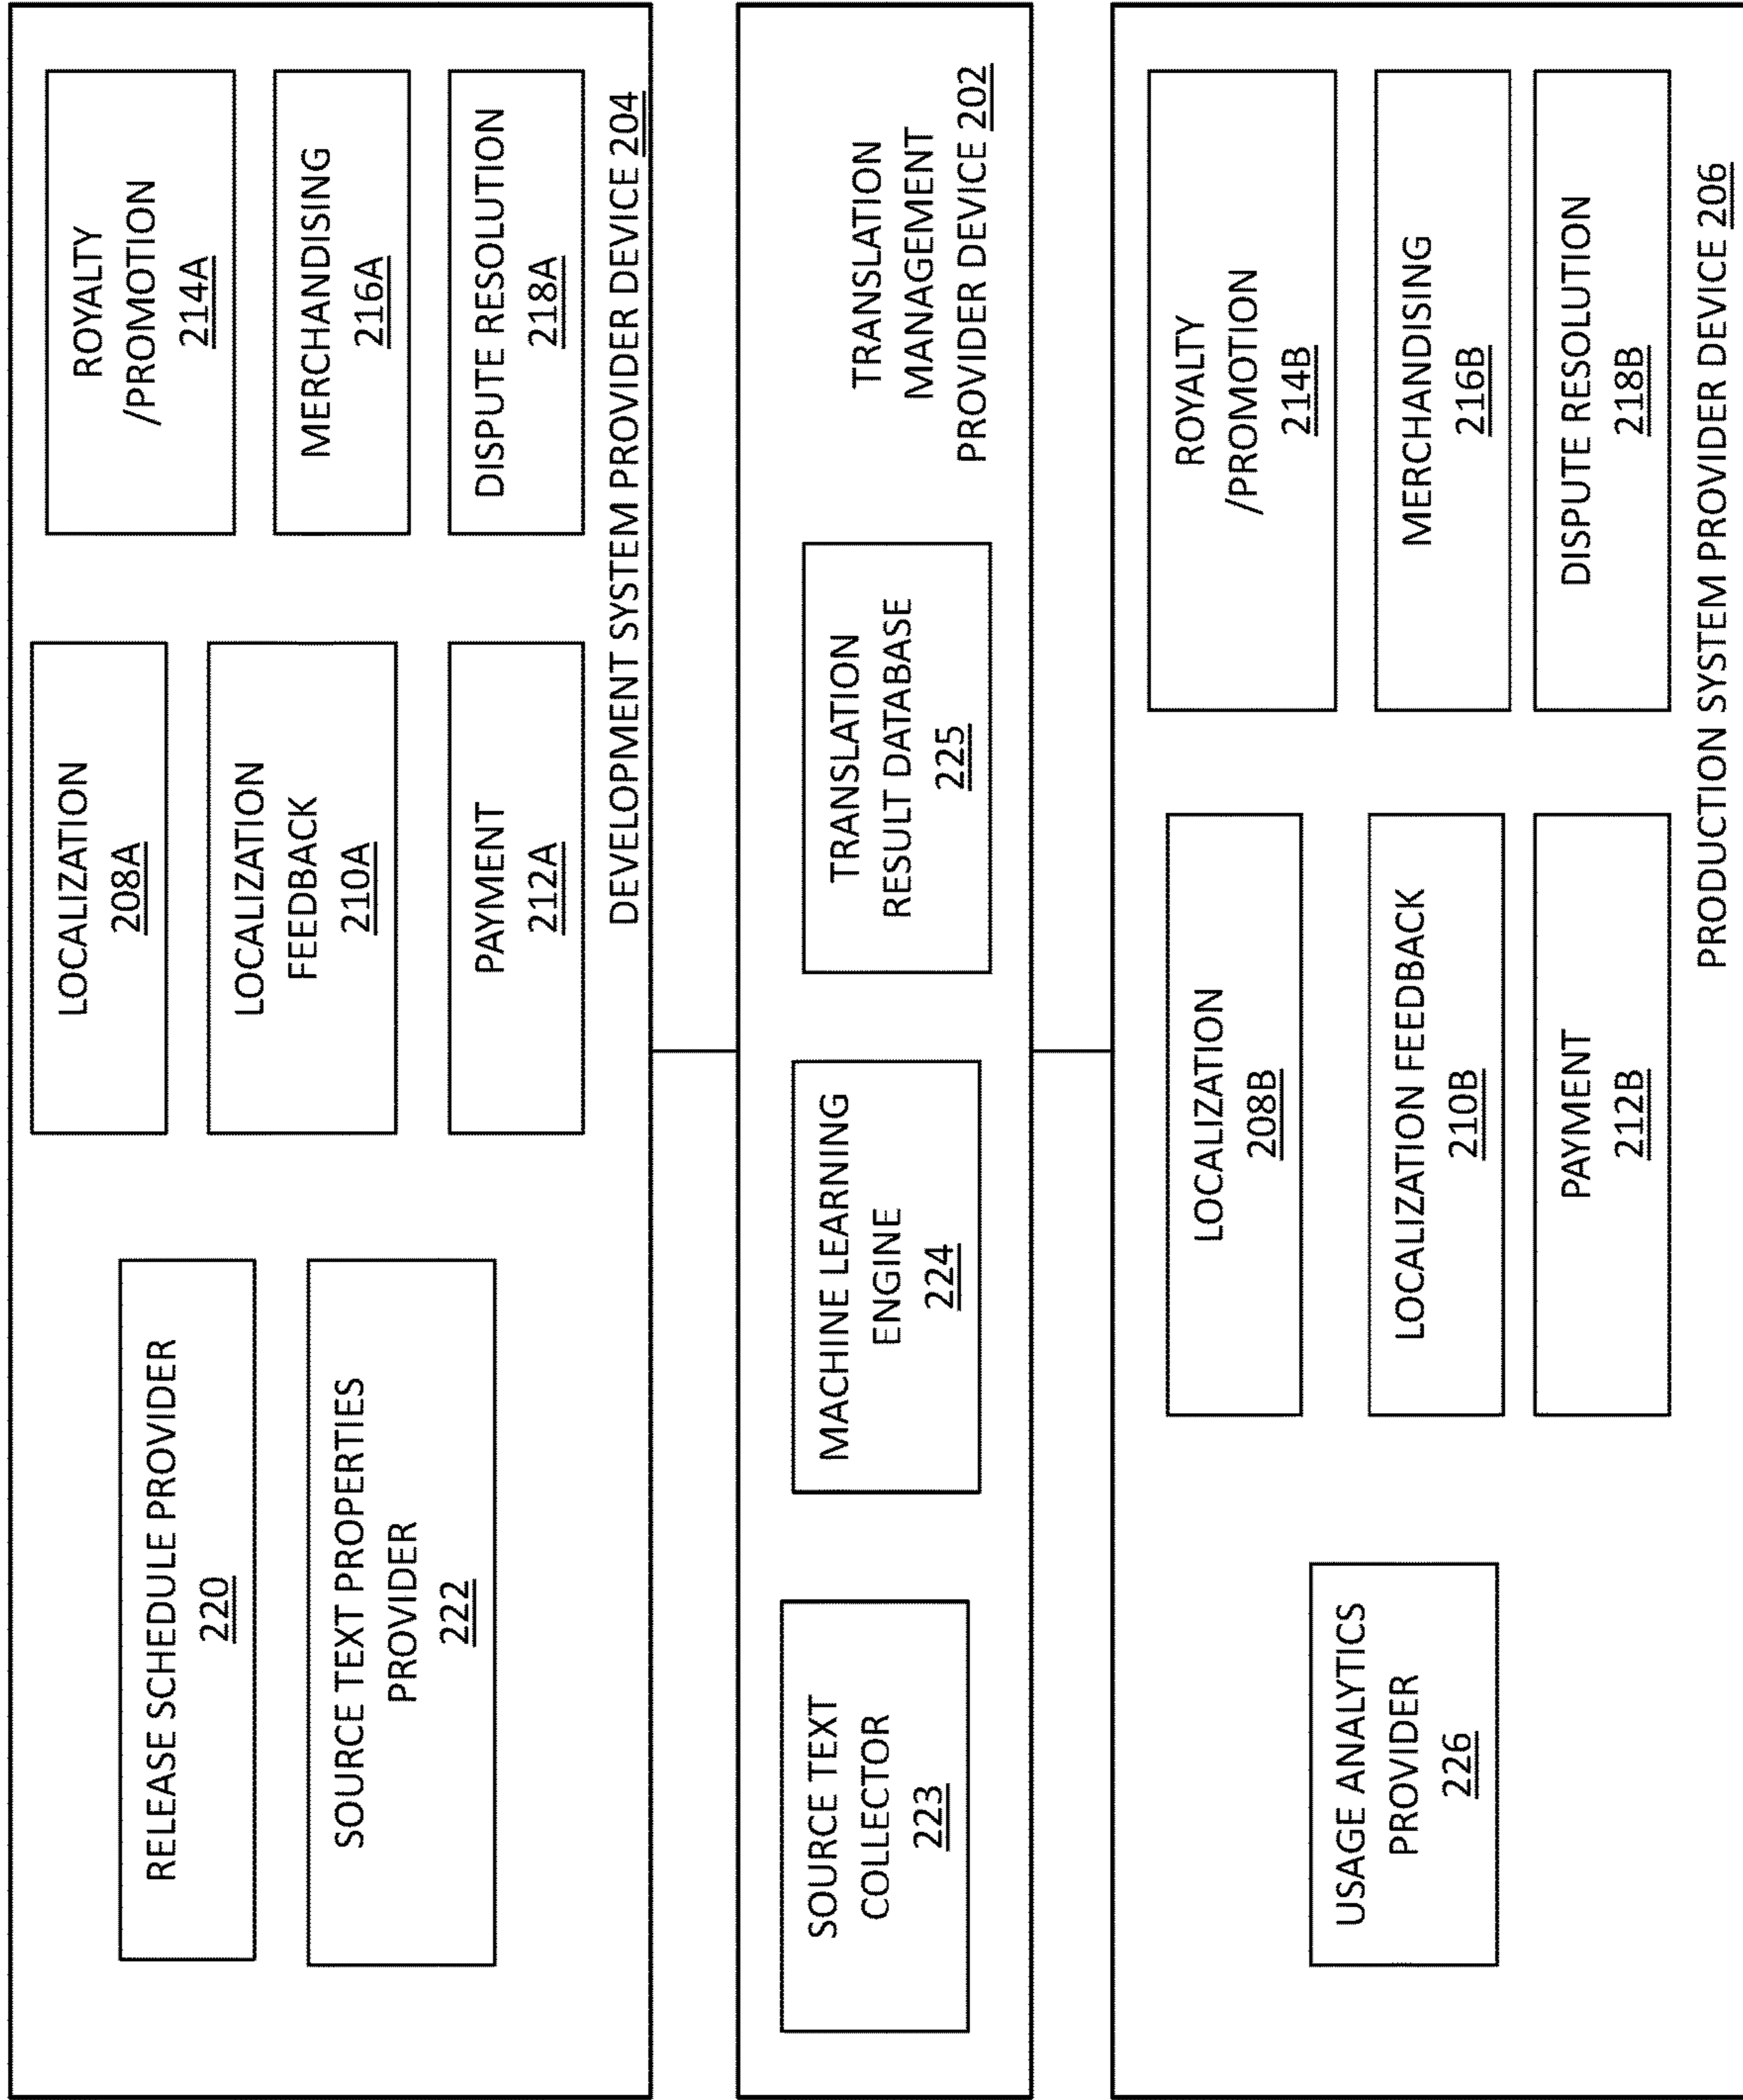 RELEASE SCHEDULE PROVIDER
220
SOURCE TEXT PROPERTIES
PROVIDER
222
LOCALIZATION
208A
LOCALIZATION
FEEDBACK
210A
PAYMENT
212A
ROYALTY
/PROMOTION
214A
MERCHANDISING
216A
DISPUTE RESOLUTION
218A
DEVELOPMENT SYSTEM PROVIDER DEVICE 204
SOURCE TEXT
COLLECTOR
223
MACHINE LEARNING
ENGINE
224
TRANSLATION
RESULT DATABASE
225
TRANSLATION
MANAGEMENT
PROVIDER DEVICE 202
USAGE ANALYTICS
PROVIDER
226
LOCALIZATION
208B
LOCALIZATION FEEDBACK
210B
PAYMENT
212B
ROYALTY
/PROMOTION
214B
MERCHANDISING
216B
DISPUTE RESOLUTION
218B
PRODUCTION SYSTEM PROVIDER DEVICE 206